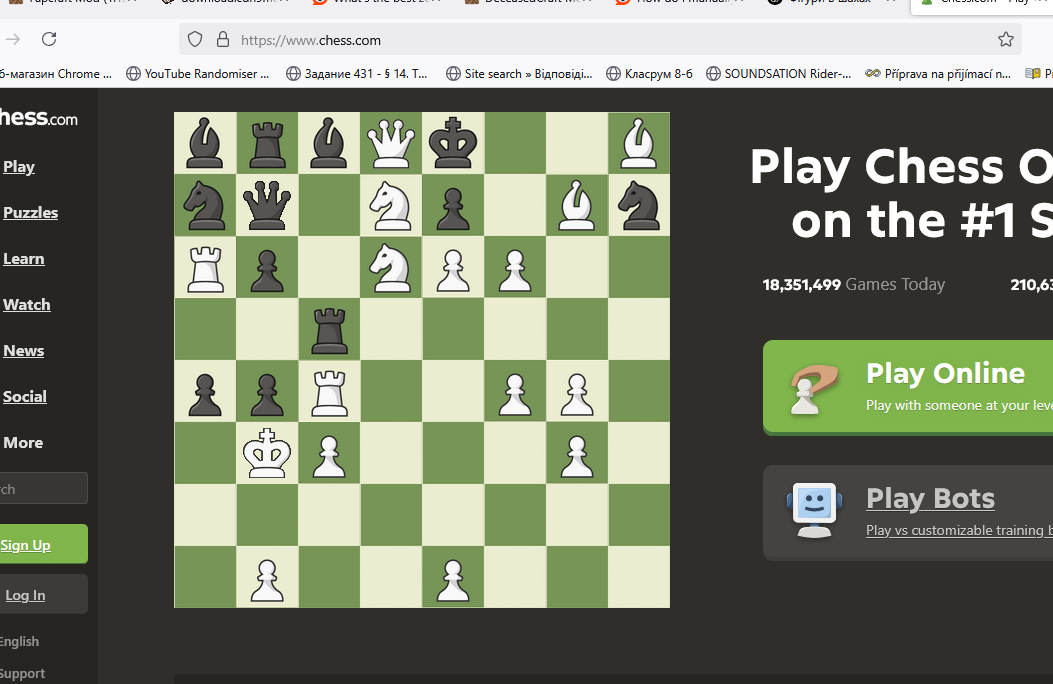 https://www.chess.com
YouTube Randomiser ...
Задание 431 - § 14. Т...
Site search » Відповіді...
Класрум 8-б
SOUNDSATION Rider-...
Příprava na přijímací n...
б-магазин Chrome ...
hess.com
Play
Puzzles
Learn
Watch
News
Social
More
Sign Up
Log In
English
Support
Play Chess O
on the #1 S
18,351,499 Games Today
210,63
Play Online
Play with someone at your leve
Play Bots
Play vs customizable training b